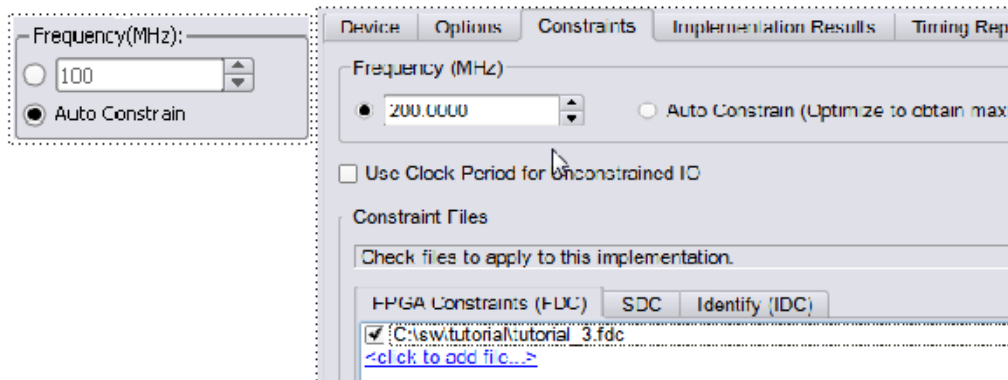 Frequency(MHz):
100
Auto Constrain
Device Options Constraints Implementation Results Timing Rep
Frequency (MHz)
200.0000 Auto Constrain (Optimize to obtain max
Use Clock Period for Unconstrained IO
Constraint Files
Check files to apply to this implementation.
FPGA Constraints (FDC) SDC Identify (IDC)
C:\sw\tutorial\tutorial_3.fdc
<click to add file...>